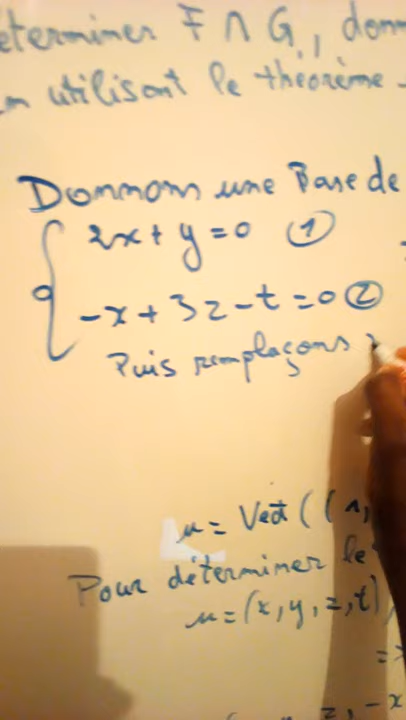 éterminer F ∩ G, donn
en utilisant le théorème
Donnons une Base de
2x + y = 0 ①
-x + 3z - t = 0 ②
Puis remplaçons
u = Vect ((1,
Pour déterminer le
u = (x, y, z, t),
=>
z, -x